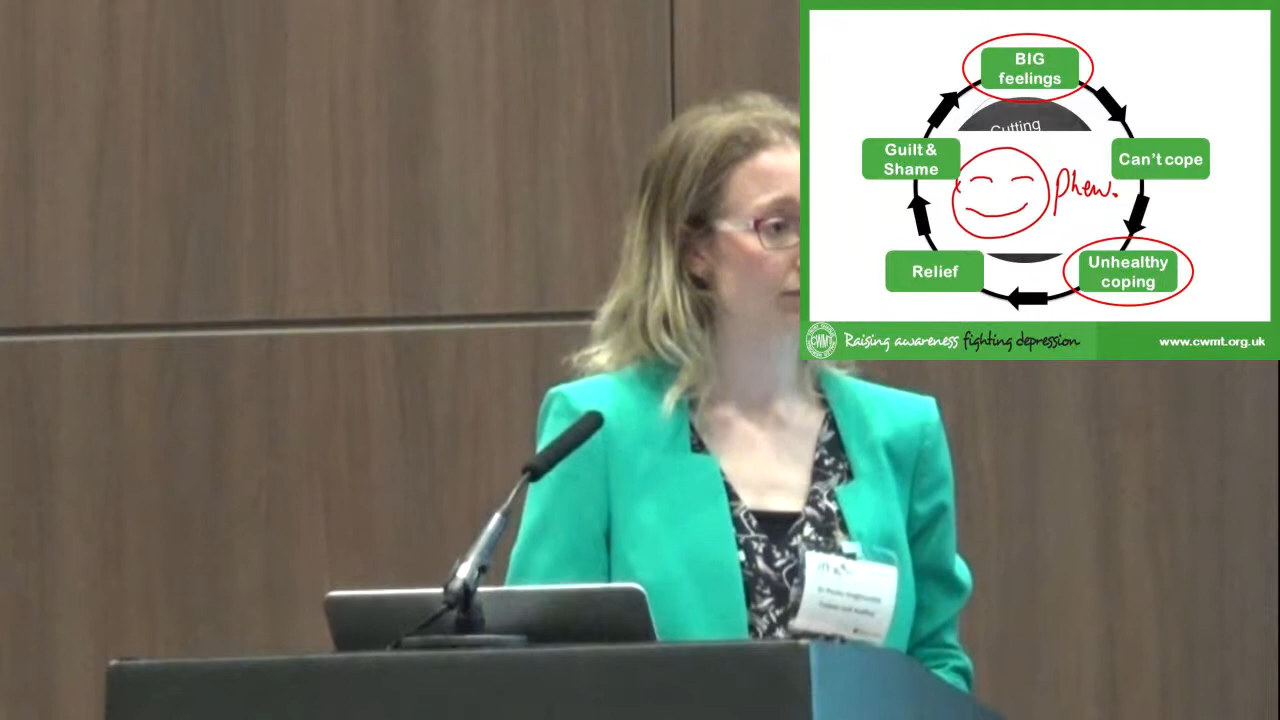 BIG
feelings
Cutting
Guilt &
Shame
Can't cope
phew.
Relief
Unhealthy
coping
CWMT
Raising awareness fighting depression
www.cwmt.org.uk